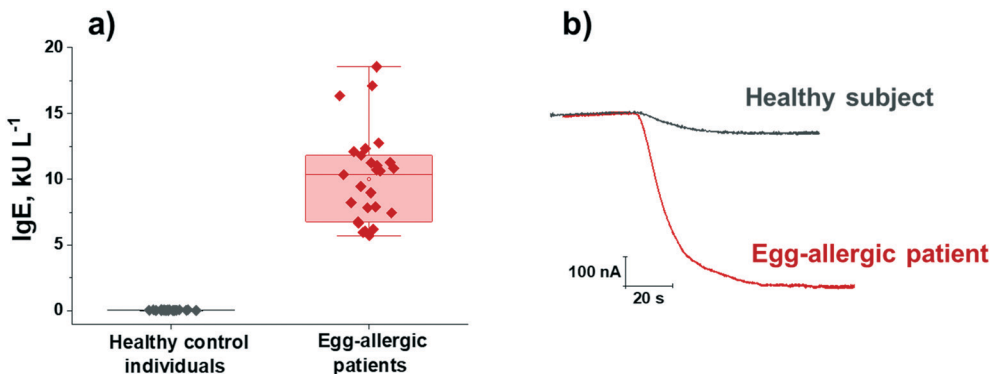 a)
IgE, kU L⁻¹
20
15
10
5
0
Healthy control
individuals
Egg-allergic
patients
b)
Healthy subject
Egg-allergic patient
100 nA
20 s